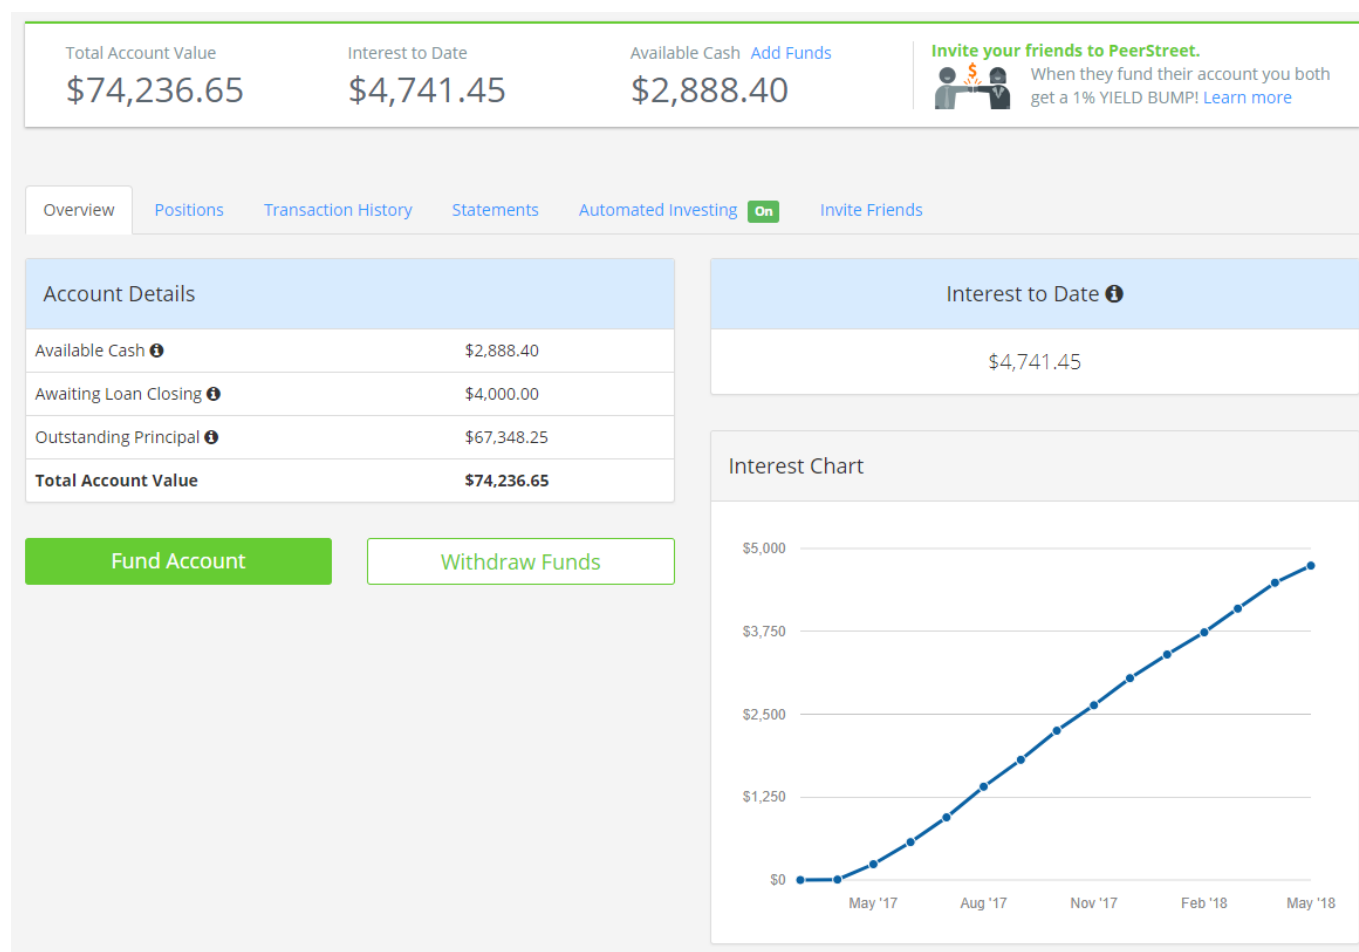 Total Account Value
$74,236.65
Interest to Date
$4,741.45
Available Cash Add Funds
$2,888.40
Invite your friends to PeerStreet.
When they fund their account you both
get a 1% YIELD BUMP! Learn more
Overview
Positions
Transaction History
Statements
Automated Investing On
Invite Friends
Account Details
Available Cash $2,888.40
Awaiting Loan Closing $4,000.00
Outstanding Principal $67,348.25
Total Account Value $74,236.65
Fund Account
Withdraw Funds
Interest to Date
$4,741.45
Interest Chart
$5,000
$3,750
$2,500
$1,250
$0
May '17
Aug '17
Nov '17
Feb '18
May '18